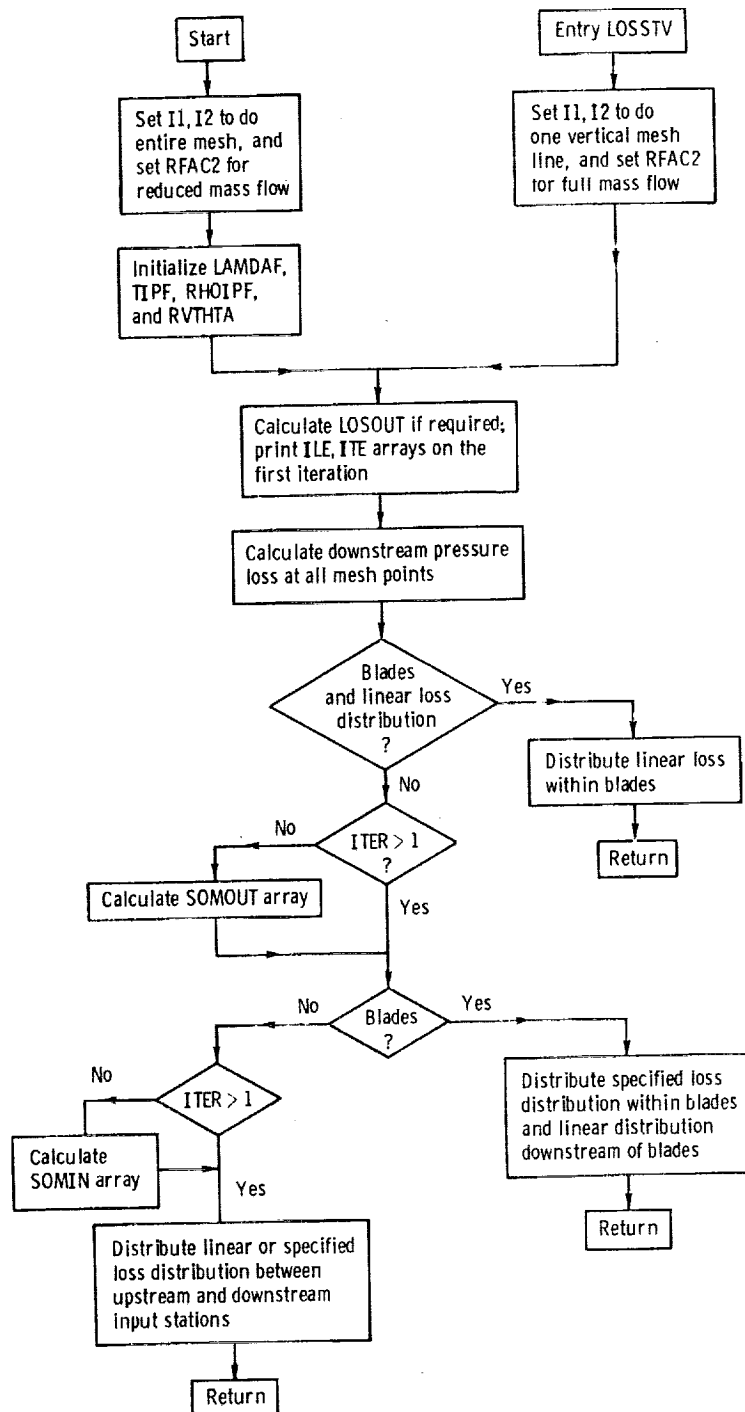 Start
Entry LOSSTV
Set I1, I2 to do
entire mesh, and
set RFAC2 for
reduced mass flow
Set I1, I2 to do
one vertical mesh
line, and set RFAC2
for full mass flow
Initialize LAMDAF,
TIPF, RHOIPF,
and RVTHTA
Calculate LOSOUT if required;
print ILE, ITE arrays on the
first iteration
Calculate downstream pressure
loss at all mesh points
Blades
and linear loss
distribution
?
Yes
Distribute linear loss
within blades
Return
No
ITER > 1
?
No
Calculate SOMOUT array
Yes
Blades
?
No
Yes
Distribute specified loss
distribution within blades
and linear distribution
downstream of blades
Return
ITER > 1
No
Calculate
SOMIN array
Yes
Distribute linear or specified
loss distribution between
upstream and downstream
input stations
Return